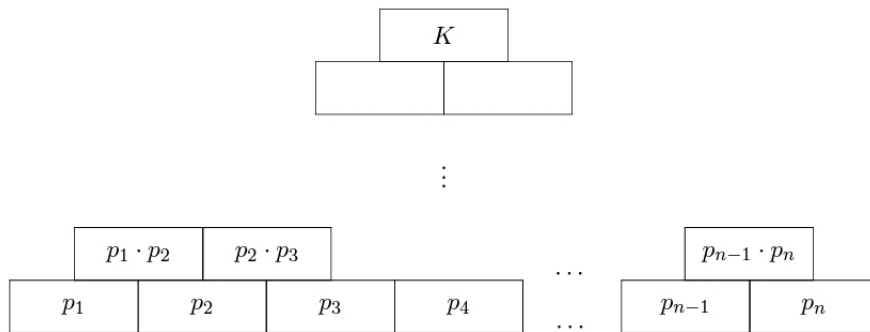 K
⋮
p₁ · p₂ p₂ · p₃ ⋯ pₙ₋₁ · pₙ
p₁ p₂ p₃ p₄ ⋯ pₙ₋₁ pₙ